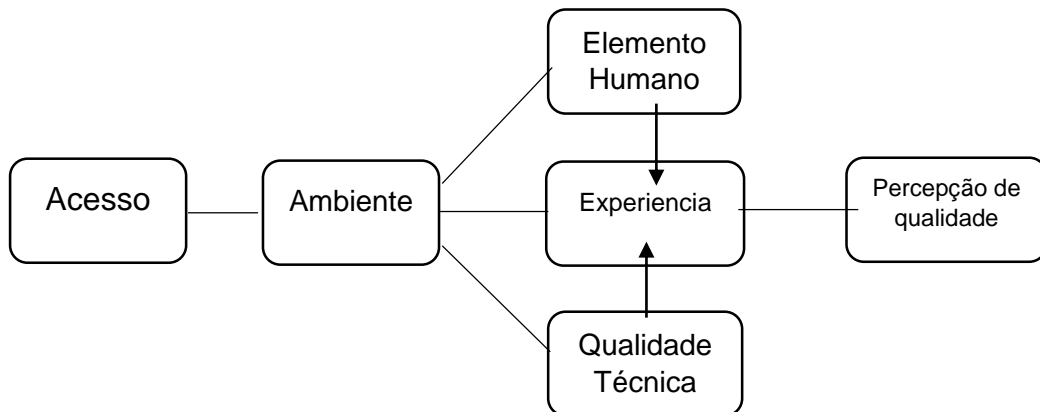 Elemento
Humano
Acesso
Ambiente
Experiencia
Percepção de
qualidade
Qualidade
Técnica